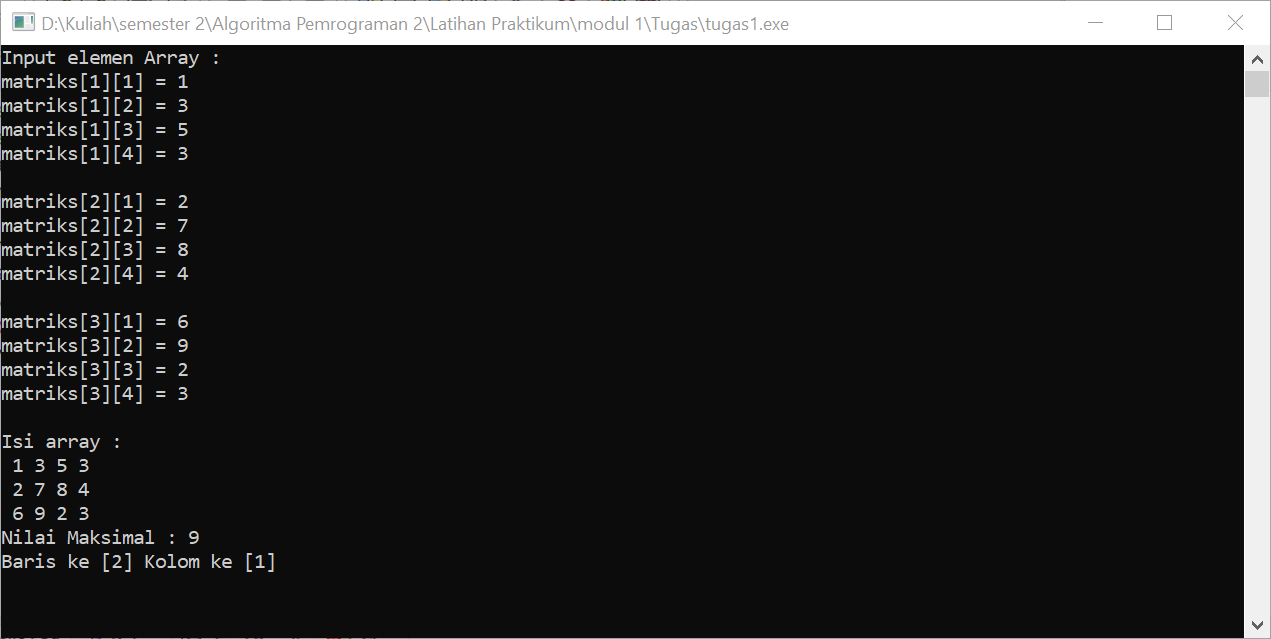 D:\Kuliah\semester 2\Algoritma Pemrograman 2\Latihan Praktikum\modul 1\Tugas\tugas1.exe
Input elemen Array :
matriks[1][1] = 1
matriks[1][2] = 3
matriks[1][3] = 5
matriks[1][4] = 3
matriks[2][1] = 2
matriks[2][2] = 7
matriks[2][3] = 8
matriks[2][4] = 4
matriks[3][1] = 6
matriks[3][2] = 9
matriks[3][3] = 2
matriks[3][4] = 3
Isi array :
1 3 5 3
2 7 8 4
6 9 2 3
Nilai Maksimal : 9
Baris ke [2] Kolom ke [1]